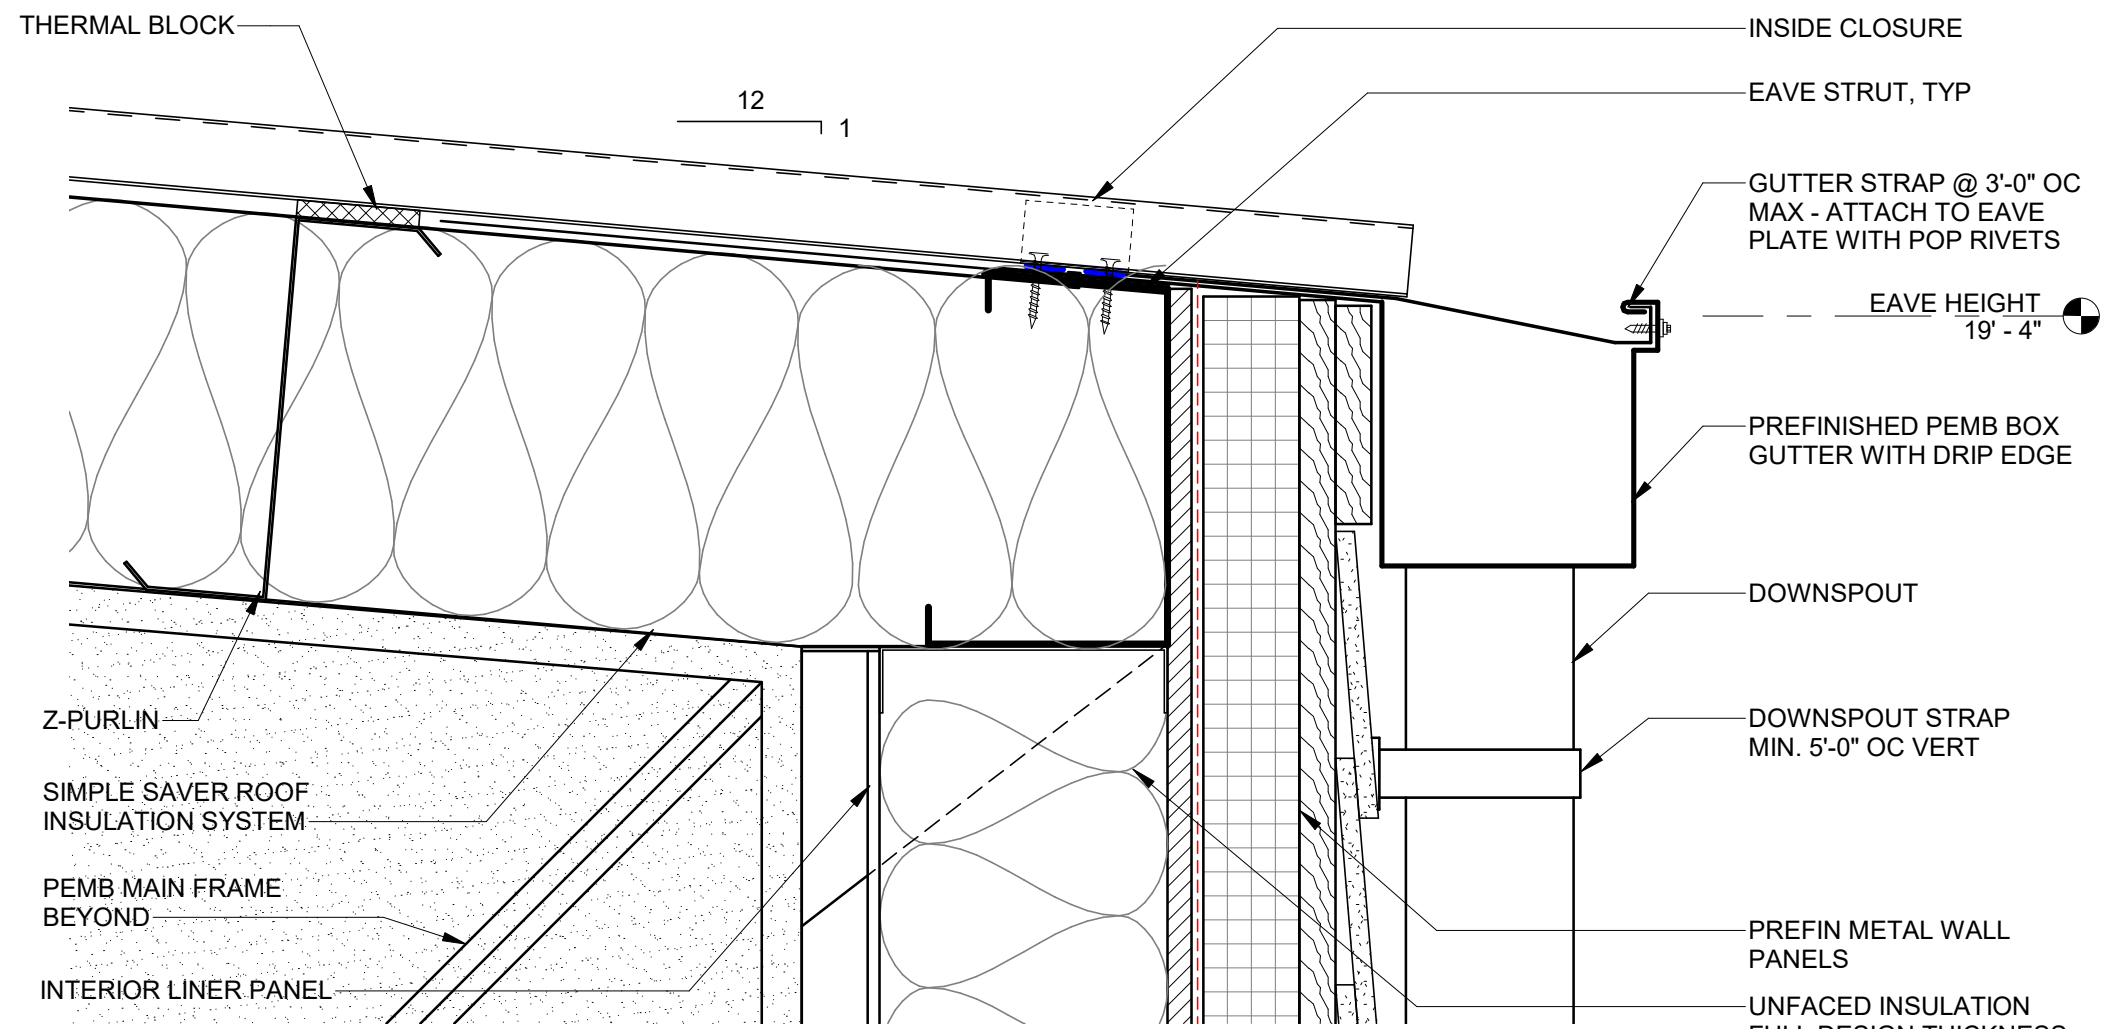 THERMAL BLOCK
12
1
INSIDE CLOSURE
EAVE STRUT, TYP
GUTTER STRAP @ 3'-0" OC
MAX - ATTACH TO EAVE
PLATE WITH POP RIVETS
EAVE HEIGHT
19' - 4"
PREFINISHED PEMB BOX
GUTTER WITH DRIP EDGE
DOWNSPOUT
DOWNSPOUT STRAP
MIN. 5'-0" OC VERT
PREFIN METAL WALL
PANELS
UNFACED INSULATION
FULL DESIGN THICKNESS
Z-PURLIN
SIMPLE SAVER ROOF
INSULATION SYSTEM
PEMB MAIN FRAME
BEYOND
INTERIOR LINER PANEL